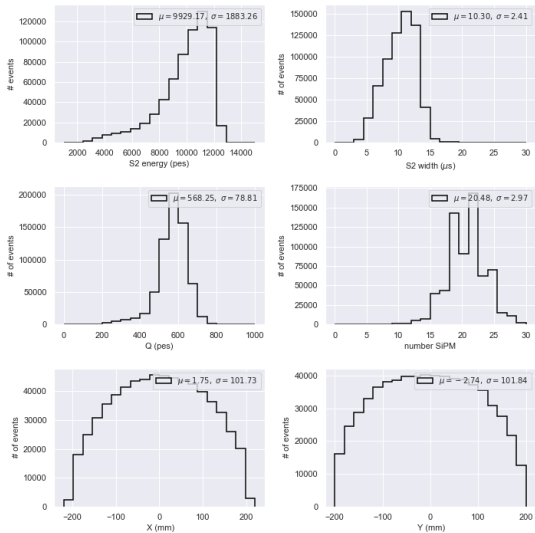 μ = 9929.17, σ = 1883.26
120000
100000
80000
60000
40000
20000
0
# of events
2000 4000 6000 8000 10000 12000 14000
S2 energy (pes)
μ = 10.30, σ = 2.41
150000
125000
100000
75000
50000
25000
0
# of events
0 5 10 15 20 25 30
S2 width (μs)
μ = 568.25, σ = 78.81
200000
150000
100000
50000
0
# of events
0 200 400 600 800 1000
Q (pes)
μ = 20.48, σ = 2.97
175000
150000
125000
100000
75000
50000
25000
0
# of events
0 5 10 15 20 25 30
number SiPM
μ = 1.75, σ = 101.73
40000
30000
20000
10000
0
# of events
−200 −100 0 100 200
X (mm)
μ = −2.74, σ = 101.84
40000
30000
20000
10000
0
# of events
−200 −100 0 100 200
Y (mm)